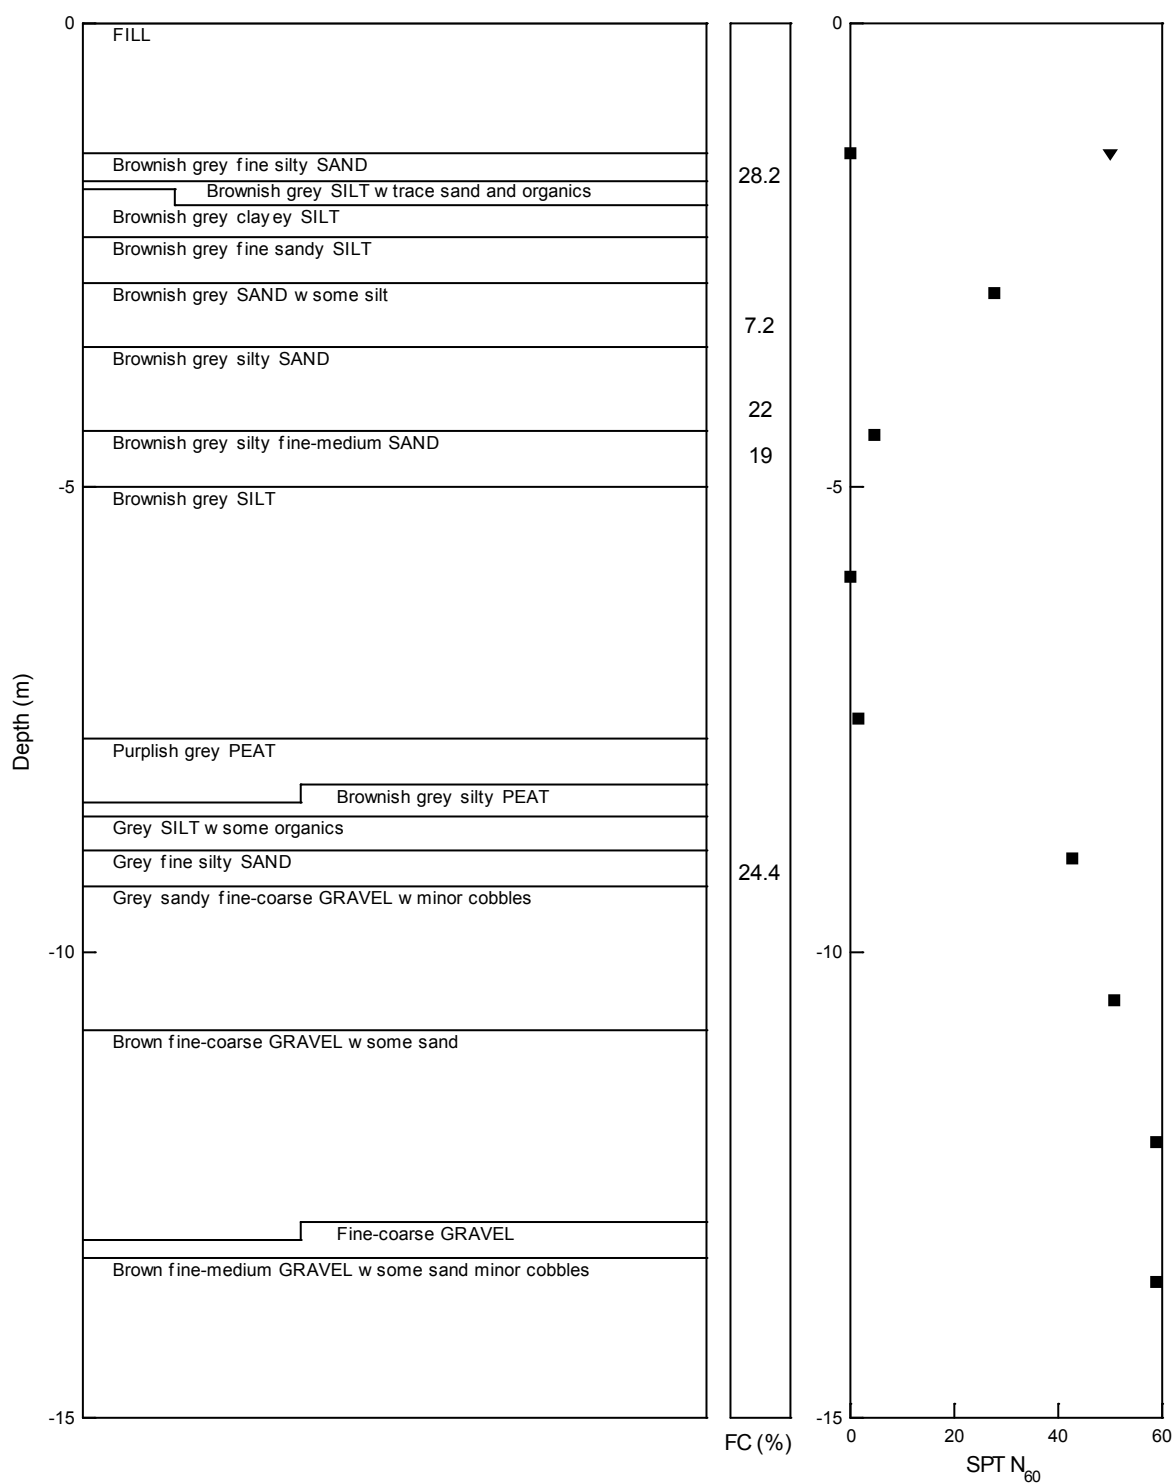 0
FILL
Brownish grey fine silty SAND
Brownish grey SILT w trace sand and organics
Brownish grey clayey SILT
Brownish grey fine sandy SILT
Brownish grey SAND w some silt
Brownish grey silty SAND
Brownish grey silty fine-medium SAND
-5
Brownish grey SILT
Depth (m)
Purplish grey PEAT
Brownish grey silty PEAT
Grey SILT w some organics
Grey fine silty SAND
Grey sandy fine-coarse GRAVEL w minor cobbles
-10
Brown fine-coarse GRAVEL w some sand
Fine-coarse GRAVEL
Brown fine-medium GRAVEL w some sand minor cobbles
-15
28.2
7.2
22
19
24.4
FC (%)
0
-5
-10
-15
0 20 40 60
SPT N60